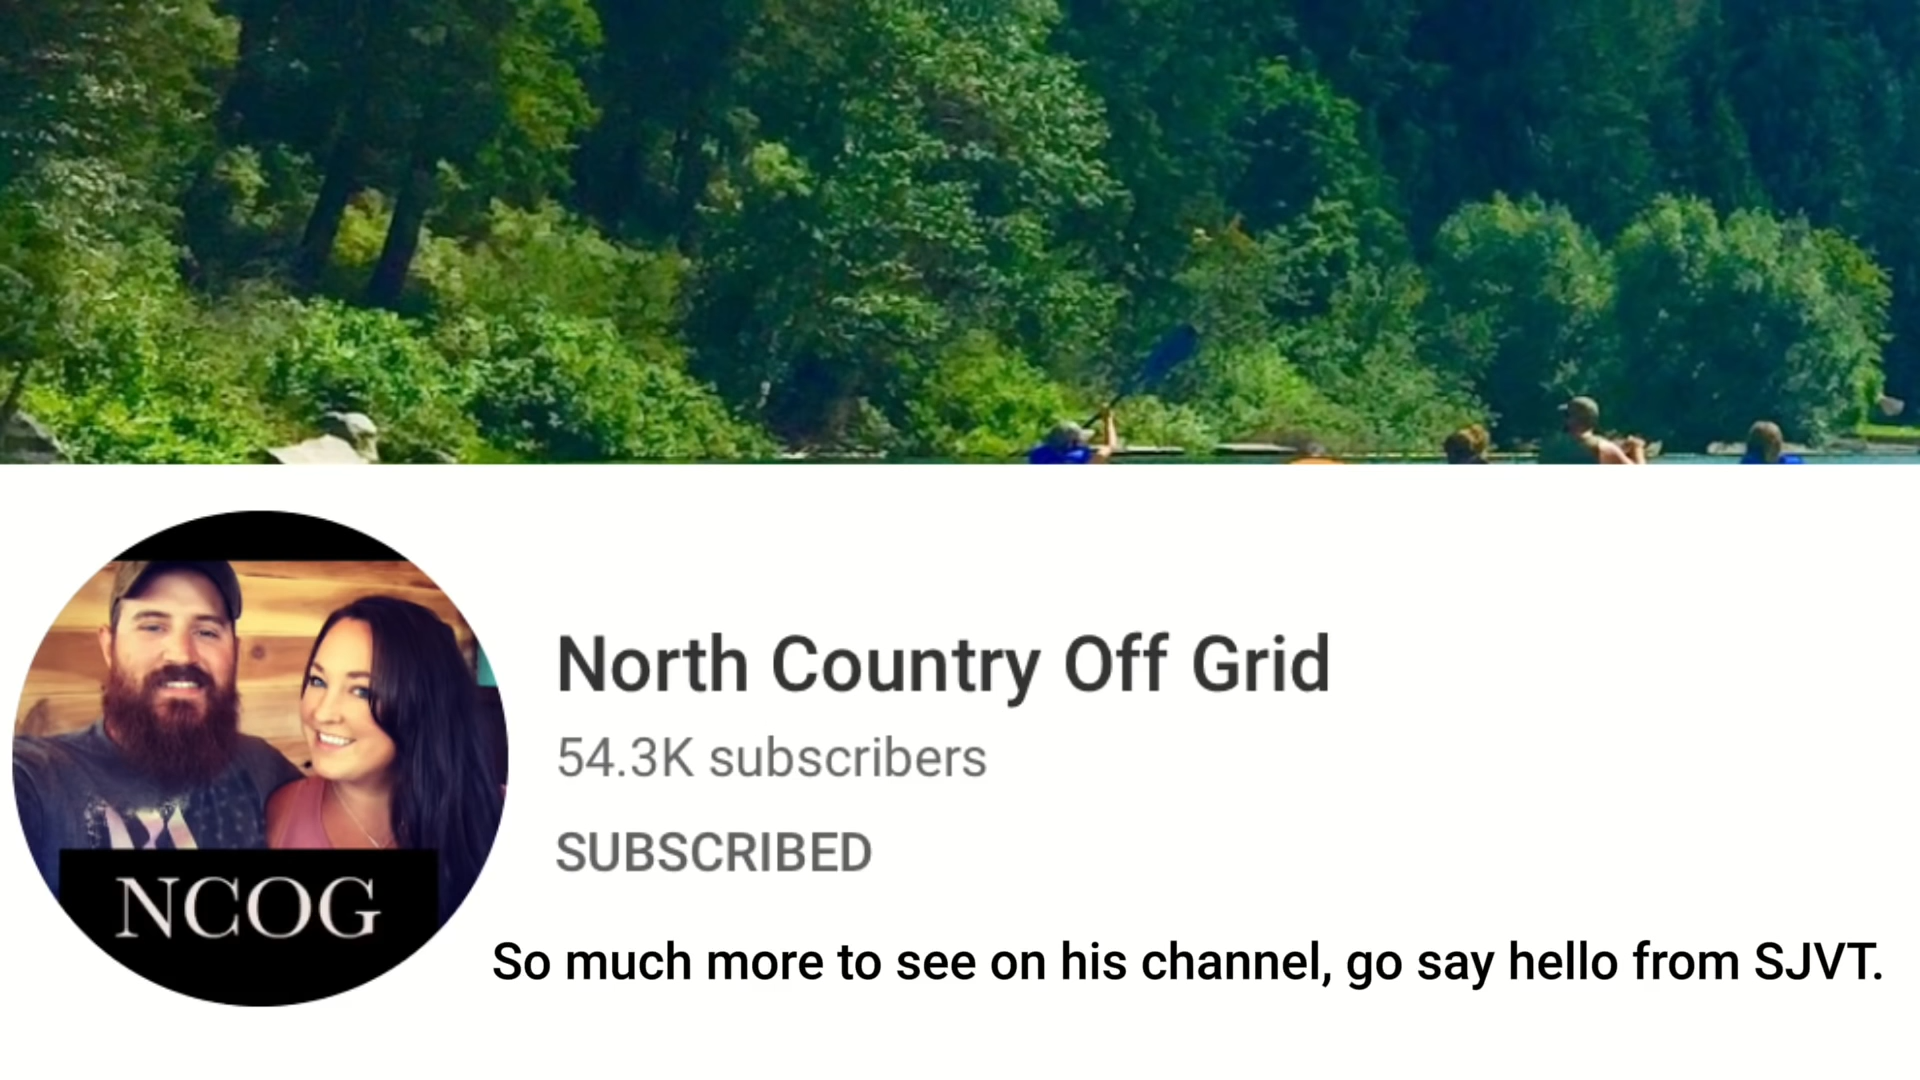 North Country Off Grid
54.3K subscribers
SUBSCRIBED
NCOG
So much more to see on his channel, go say hello from SJVT.